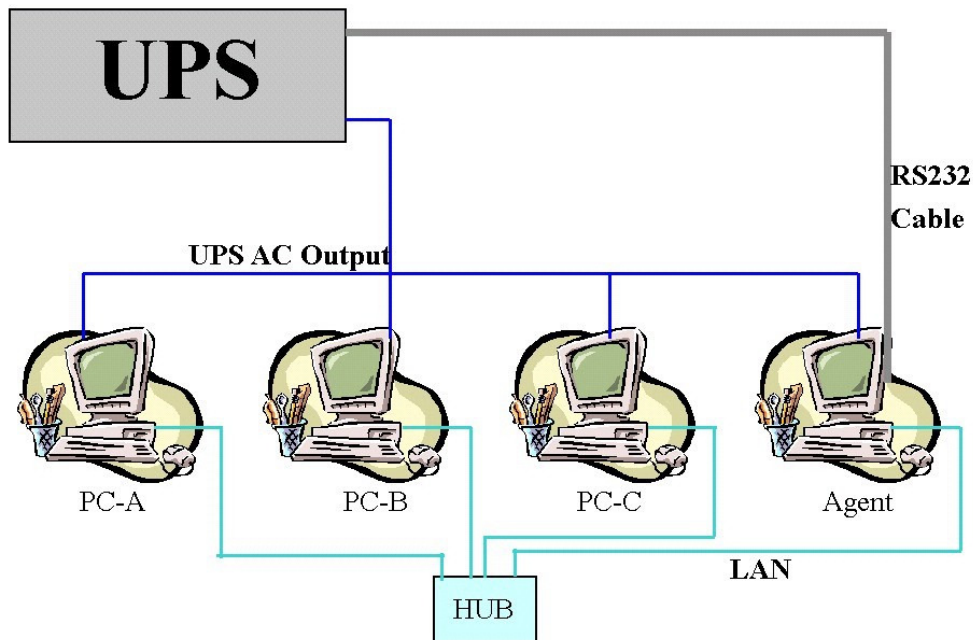 UPS
RS232
Cable
UPS AC Output
PC-A
PC-B
PC-C
Agent
LAN
HUB